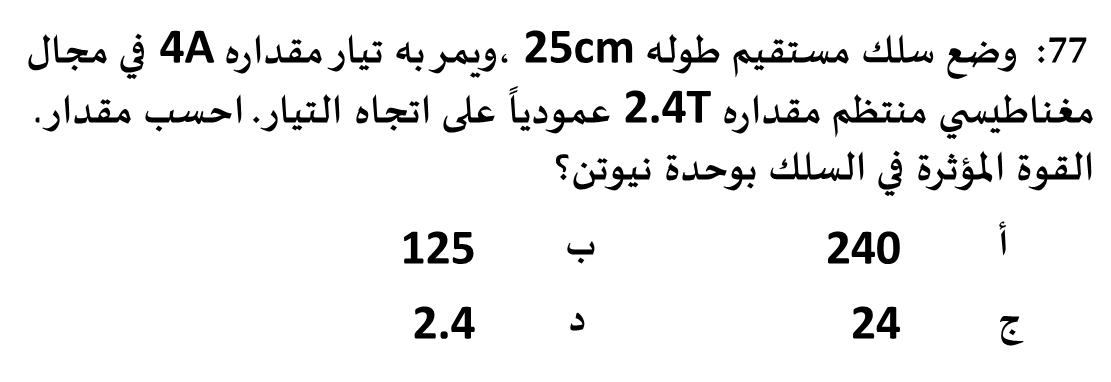 77: وضع سلك مستقيم طوله 25cm ،ويمر به تيار مقداره 4A في مجال
مغناطيسي منتظم مقداره 2.4T عمودياً على اتجاه التيار. احسب مقدار.
القوة المؤثرة في السلك بوحدة نيوتن؟
أ 240 ب 125
ج 24 د 2.4